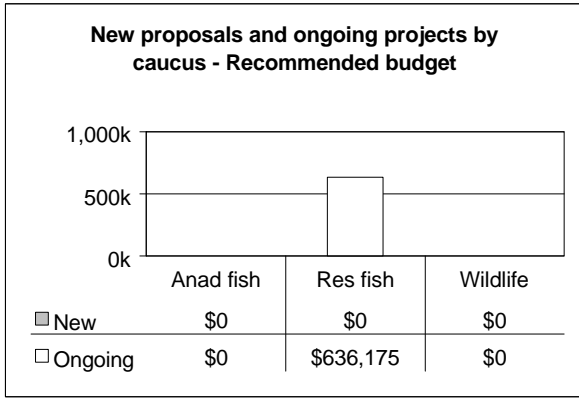 New proposals and ongoing projects by
caucus - Recommended budget
1,000k
500k
0k
Anad fish Res fish Wildlife
New $0 $0 $0
Ongoing $0 $636,175 $0